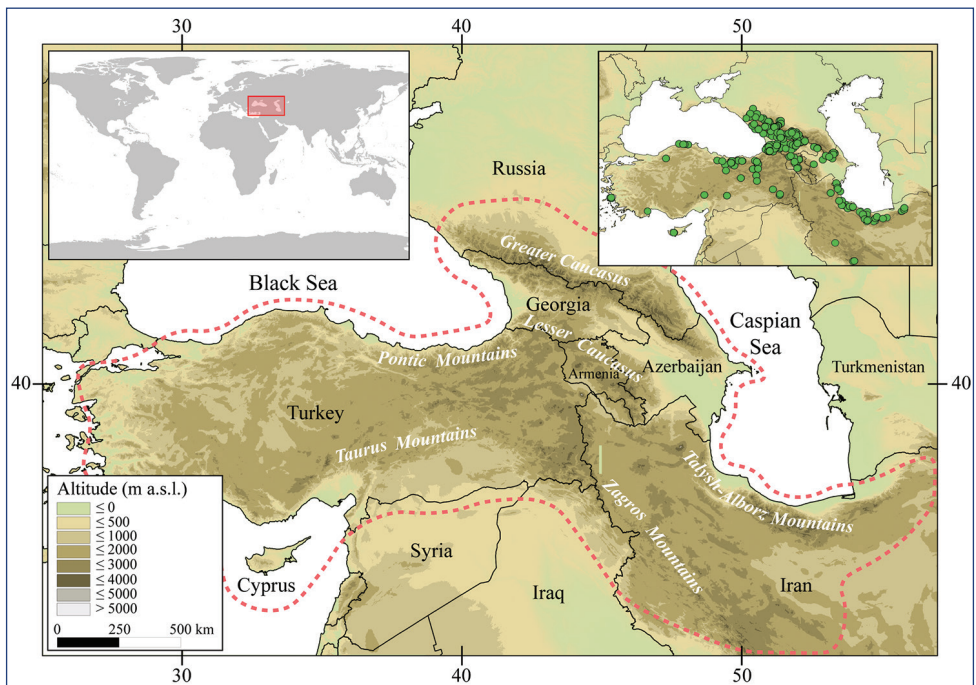 30
40
50
Russia
Greater Caucasus
Black Sea
Georgia
Caspian
Sea
Lesser Caucasus
Pontic Mountains
Azerbaijan
Armenia
Turkmenistan
40
40
Turkey
Taurus Mountains
Talysh-Alborz Mountains
Zagros Mountains
Altitude (m a.s.l.)
≤ 0
≤ 500
≤ 1000
≤ 2000
≤ 3000
≤ 4000
≤ 5000
> 5000
0 250 500 km
Syria
Cyprus
Iraq
Iran
30
40
50